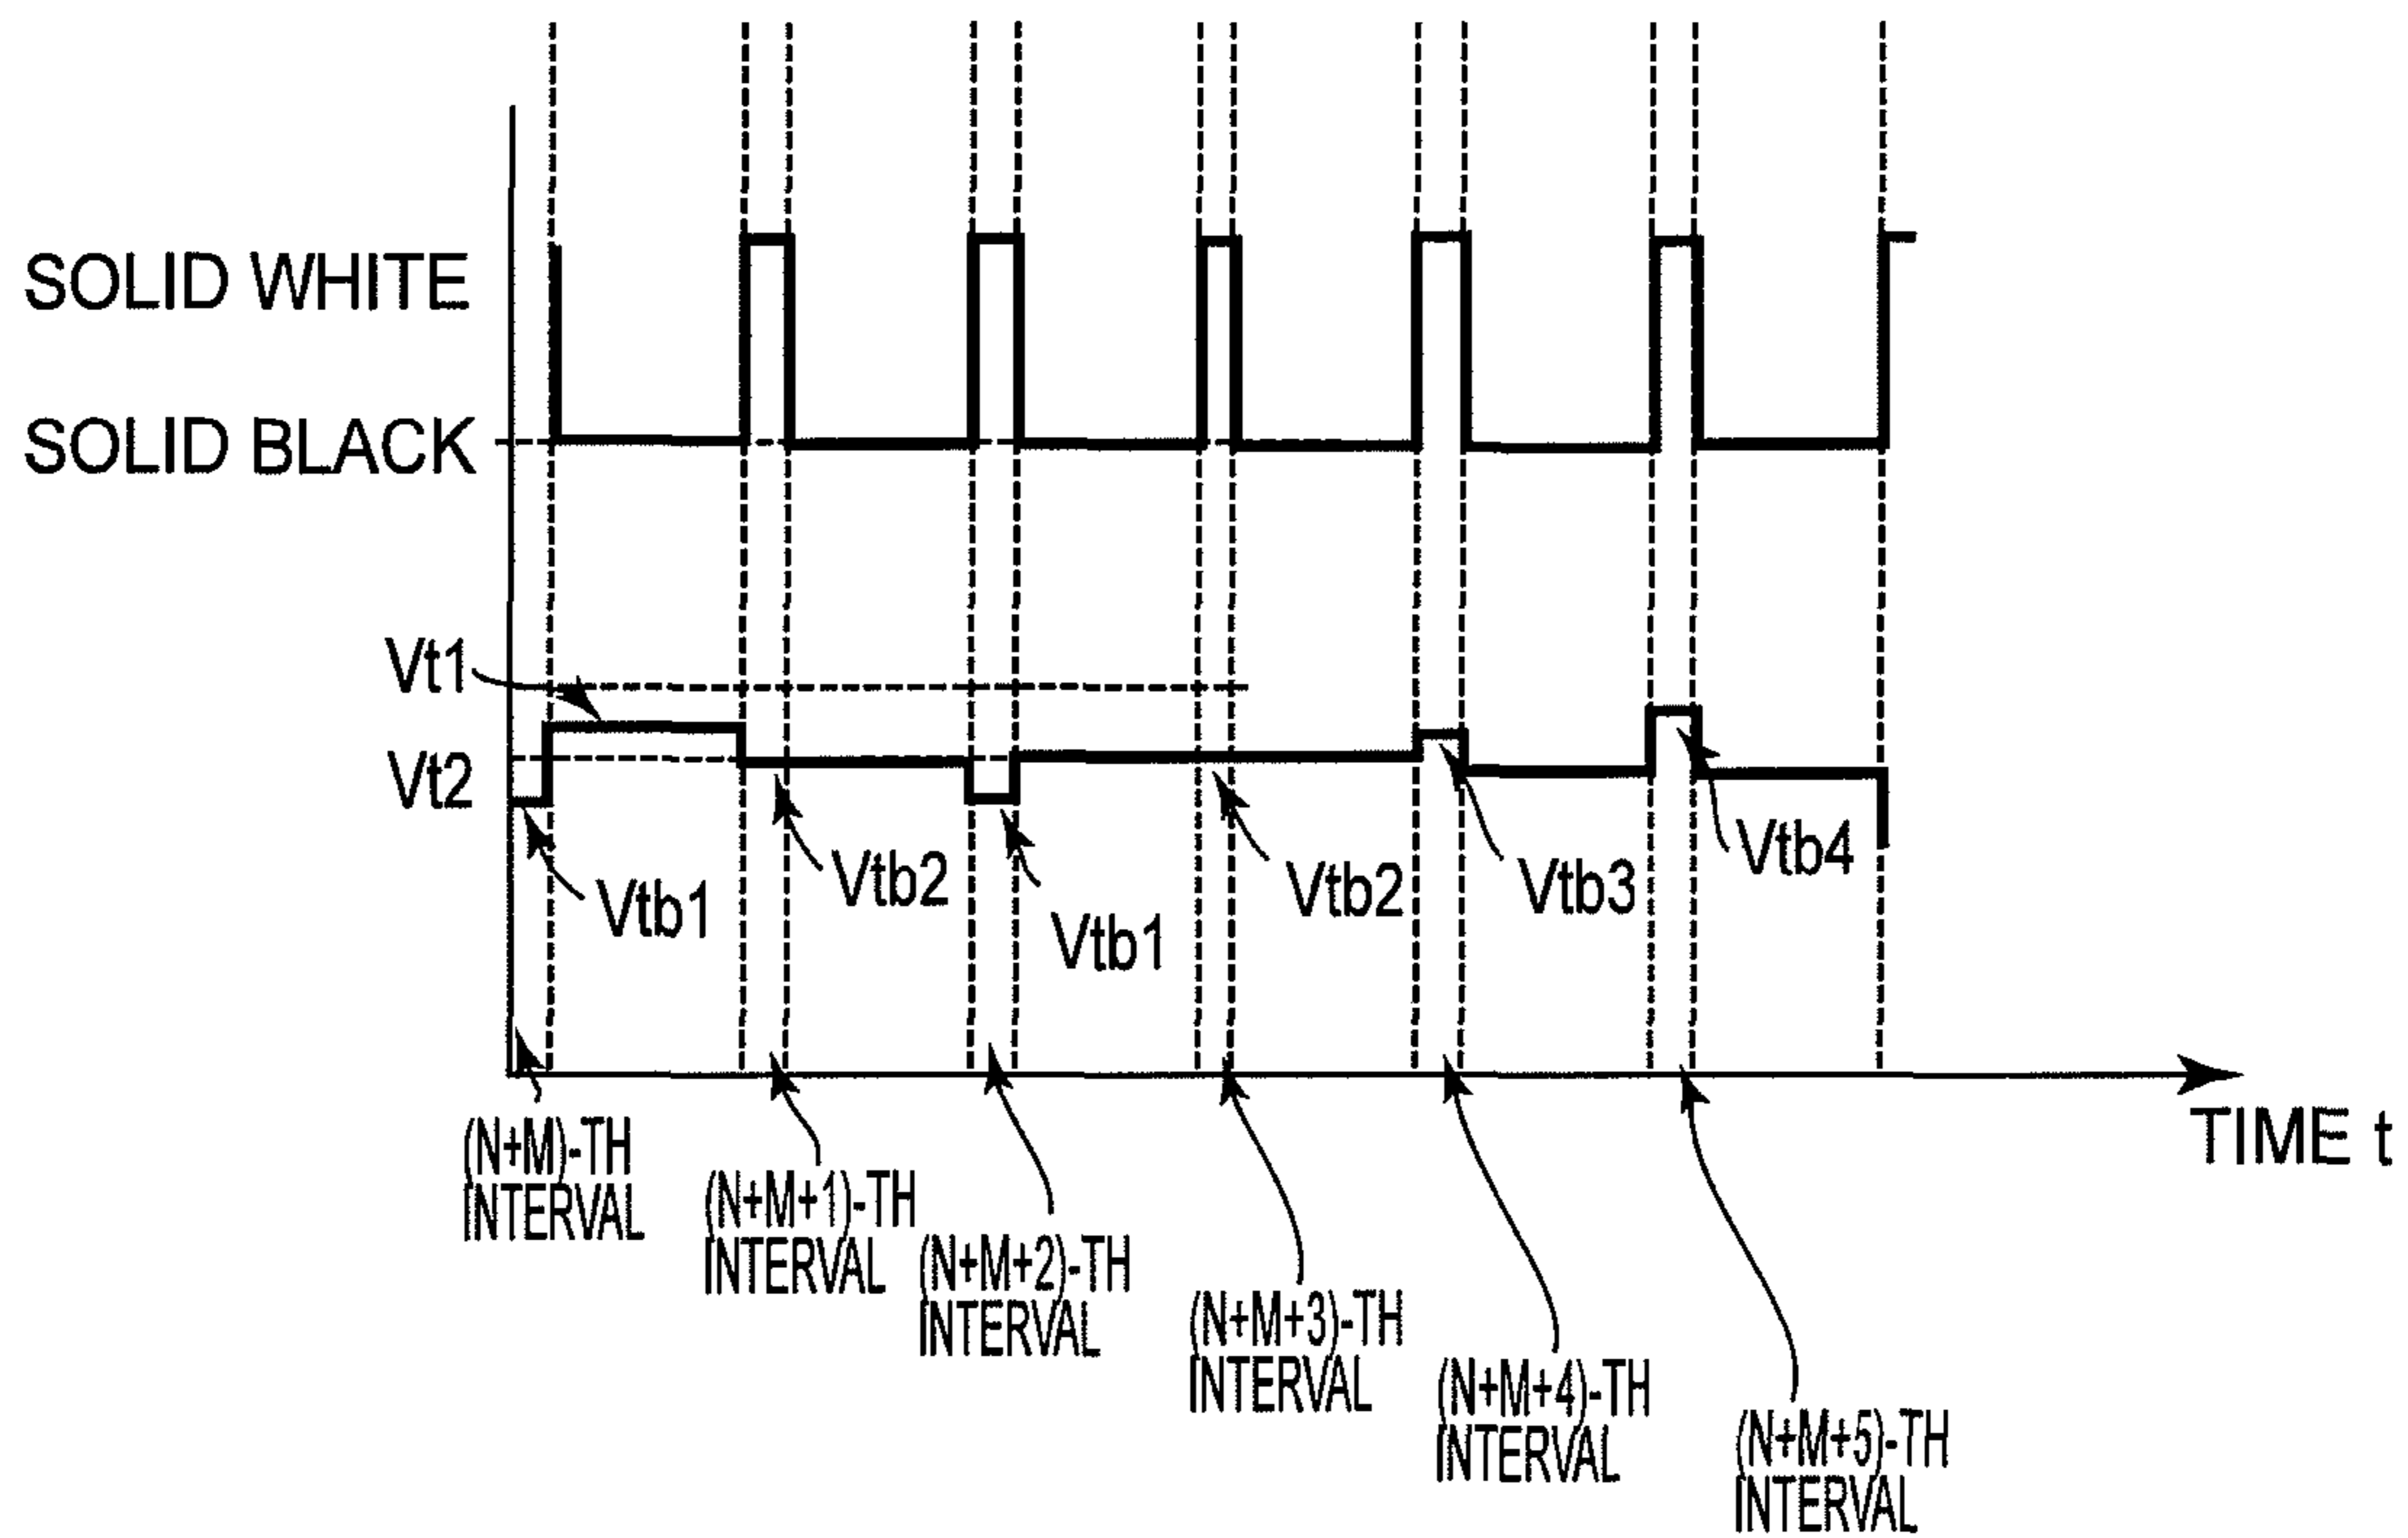 SOLID WHITE
SOLID BLACK
Vt1
Vt2
Vtb1
Vtb2
Vtb1
Vtb2
Vtb3
Vtb4
TIME t
(N+M)-TH
INTERVAL
(N+M+1)-TH
INTERVAL
(N+M+2)-TH
INTERVAL
(N+M+3)-TH
INTERVAL
(N+M+4)-TH
INTERVAL
(N+M+5)-TH
INTERVAL